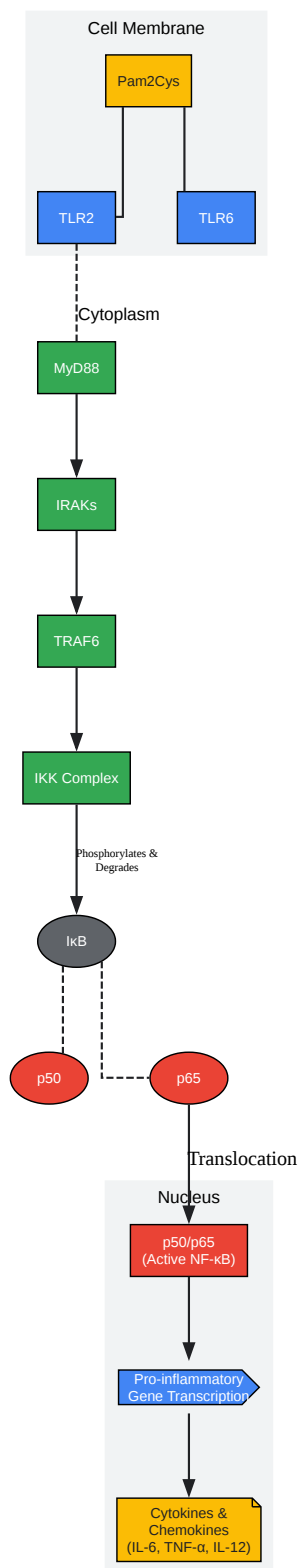 Cell Membrane
Pam2Cys
TLR2
TLR6
Cytoplasm
MyD88
IRAKs
TRAF6
IKK Complex
Phosphorylates &
Degrades
IκB
p50
p65
Translocation
Nucleus
p50/p65
(Active NF-κB)
Pro-inflammatory
Gene Transcription
Cytokines &
Chemokines
(IL-6, TNF-α, IL-12)